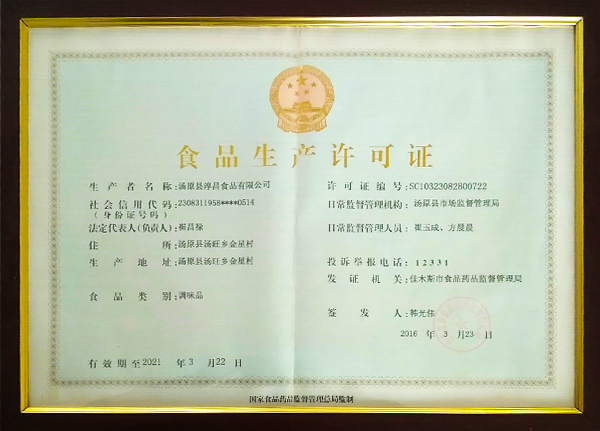 食品生产许可证
生产者名称:汤原县淳昌食品有限公司
社会信用代码:2308311958****0514
(身份证号码)
法定代表人(负责人):崔昌禄
住所:汤原县汤旺乡金星村
生产地址:汤原县汤旺乡金星村
食品类别:调味品
有效期至2021 年3 月22日
许可证编号:SC10323082800722
日常监督管理机构:汤原县市场监督管理局
日常监督管理人员:崔玉成、方晨晨
投诉举报电话:12331
发证机关:佳木斯市食品药品监督管理局
签发人:韩光伟
2016 年 3 月23日
国家食品药品监督管理总局监制